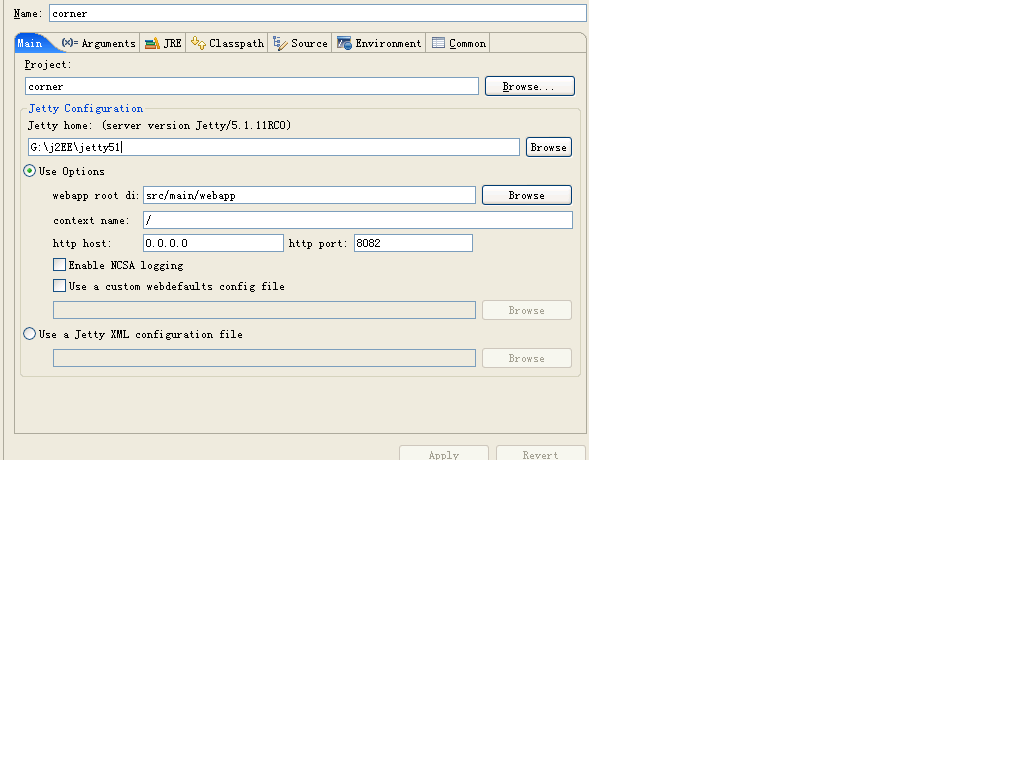 Name: corner
Main (x)= Arguments JRE Classpath Source Environment Common
Project:
corner Browse...
Jetty Configuration
Jetty home: (server version Jetty/5.1.11RC0)
G:\j2EE\jetty51 Browse
Use Options
webapp root di: src/main/webapp Browse
context name: /
http host: 0.0.0.0 http port: 8082
Enable NCSA logging
Use a custom webdefaults config file
Browse
Use a Jetty XML configuration file
Browse
Apply Revert